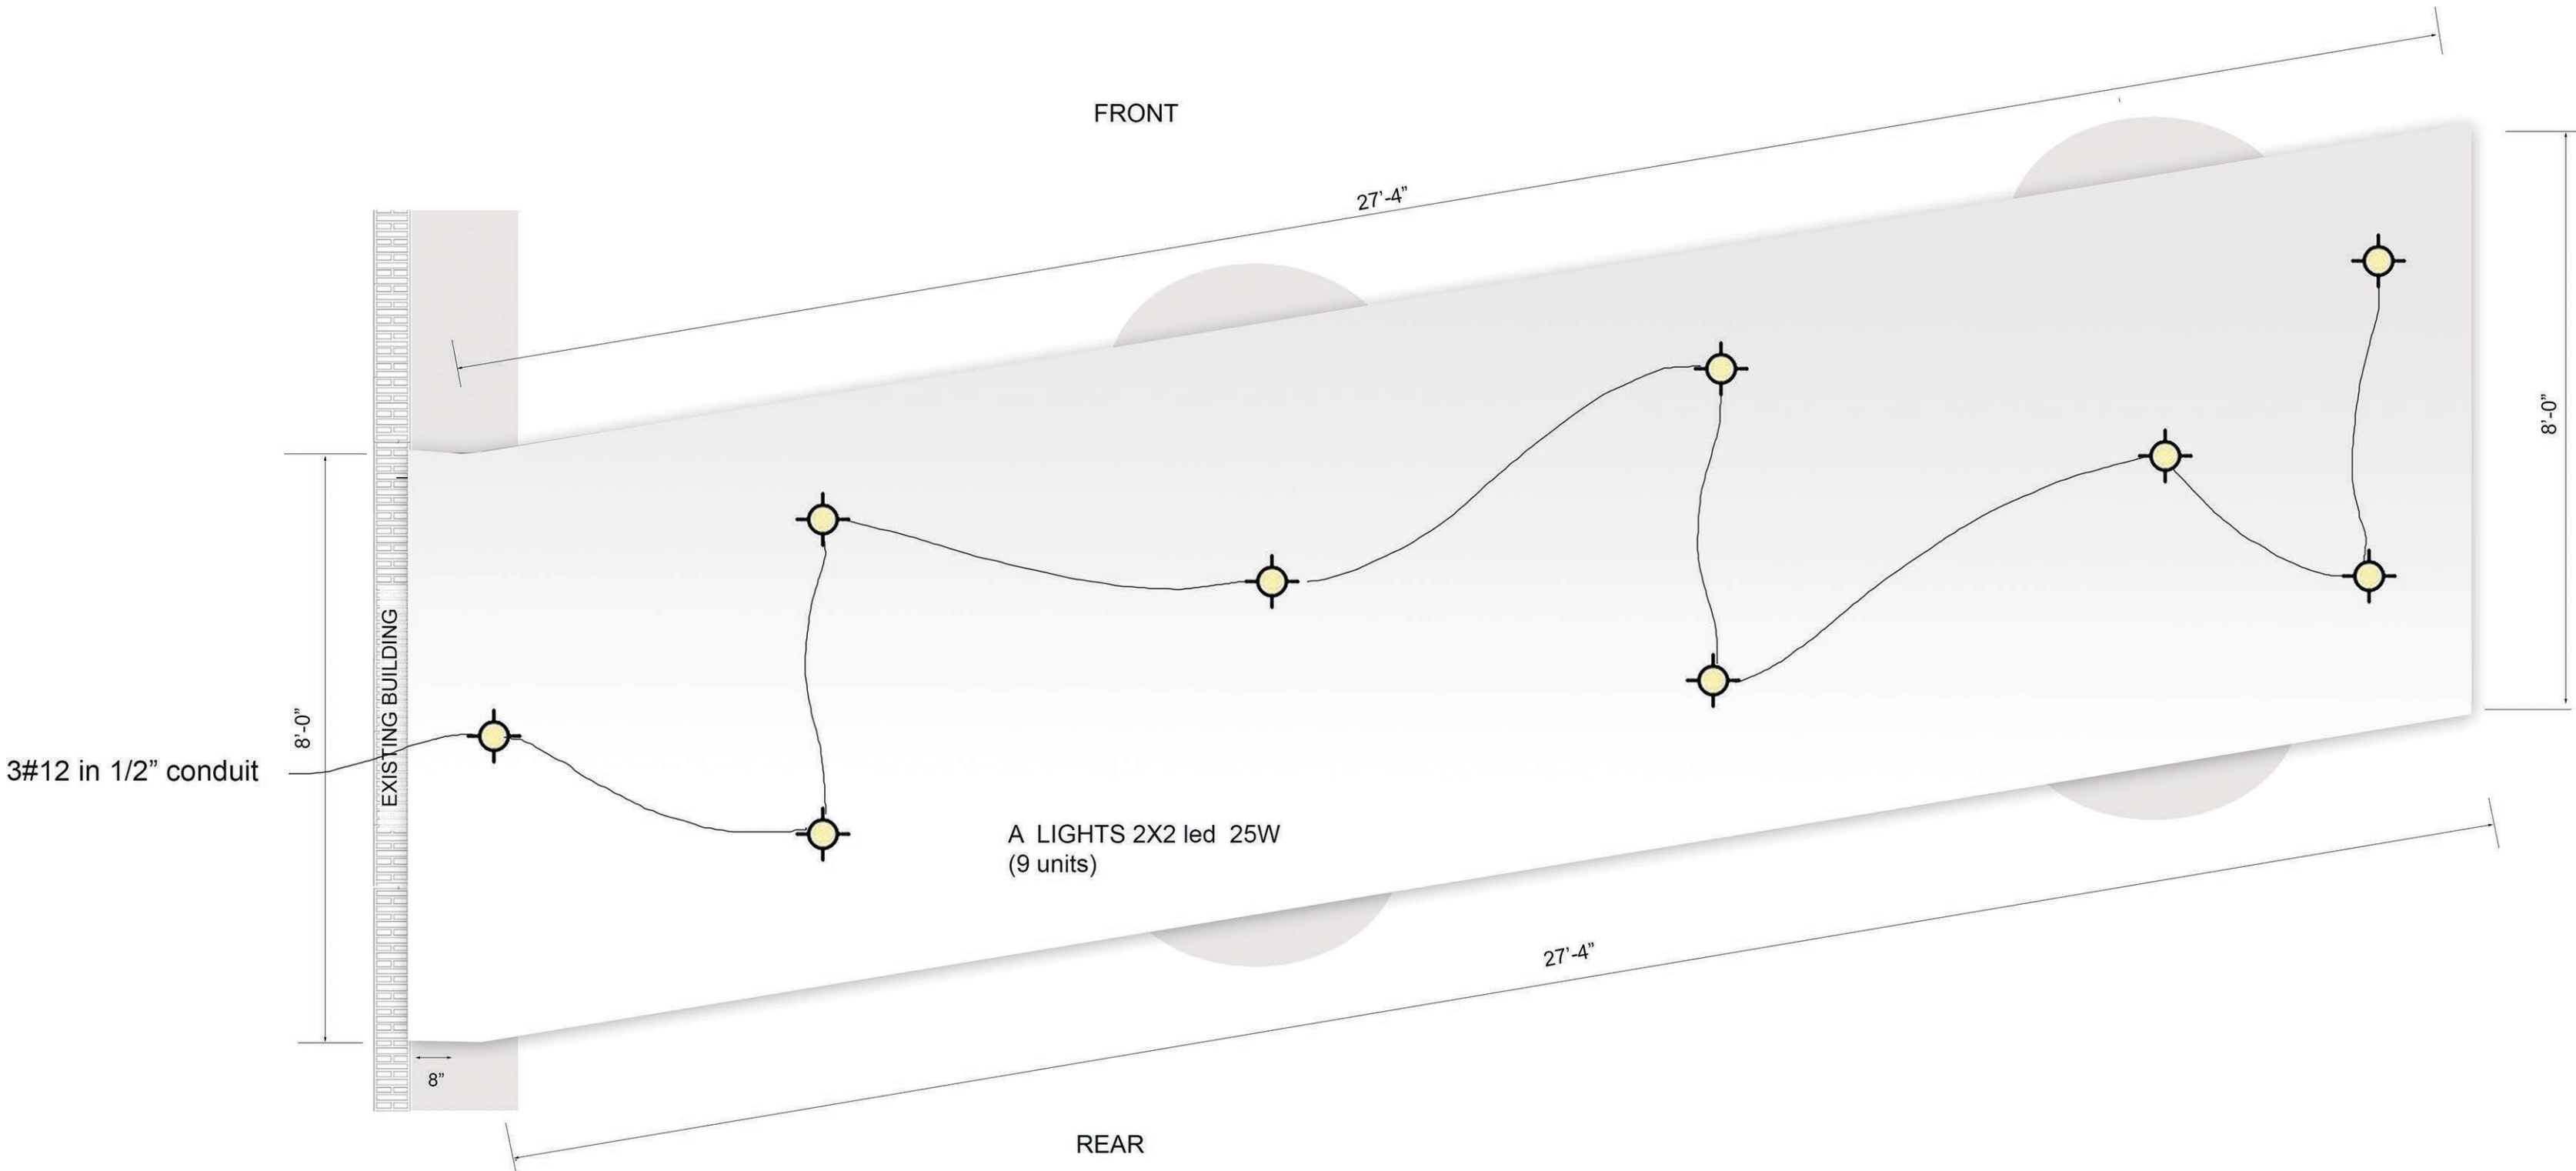 FRONT
27'-4”
8'-0”
EXISTING BUILDING
8'-0”
3#12 in 1/2” conduit
A LIGHTS 2X2 led 25W
(9 units)
27'-4”
8”
REAR